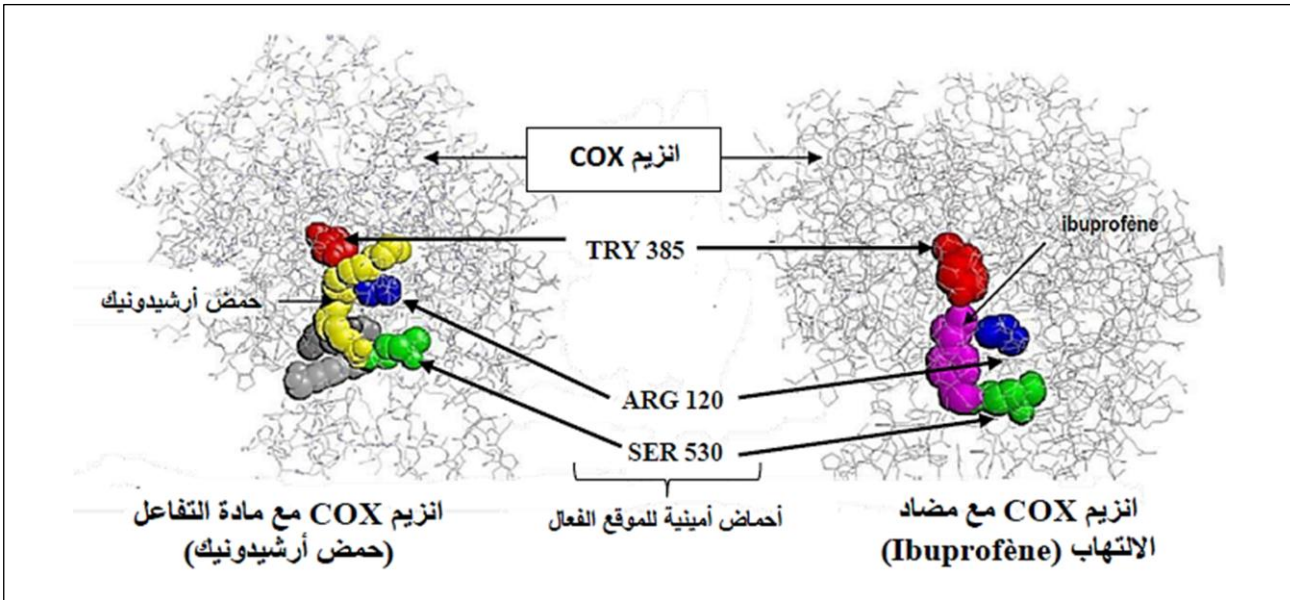 انزيم COX
TRY 385
ibuprofène
حمض أرشيدونيك
ARG 120
SER 530
أحماض أمينية للموقع الفعال
انزيم COX مع مضاد
الالتهاب (Ibuprofène)
انزيم COX مع مادة التفاعل
(حمض أرشيدونيك)